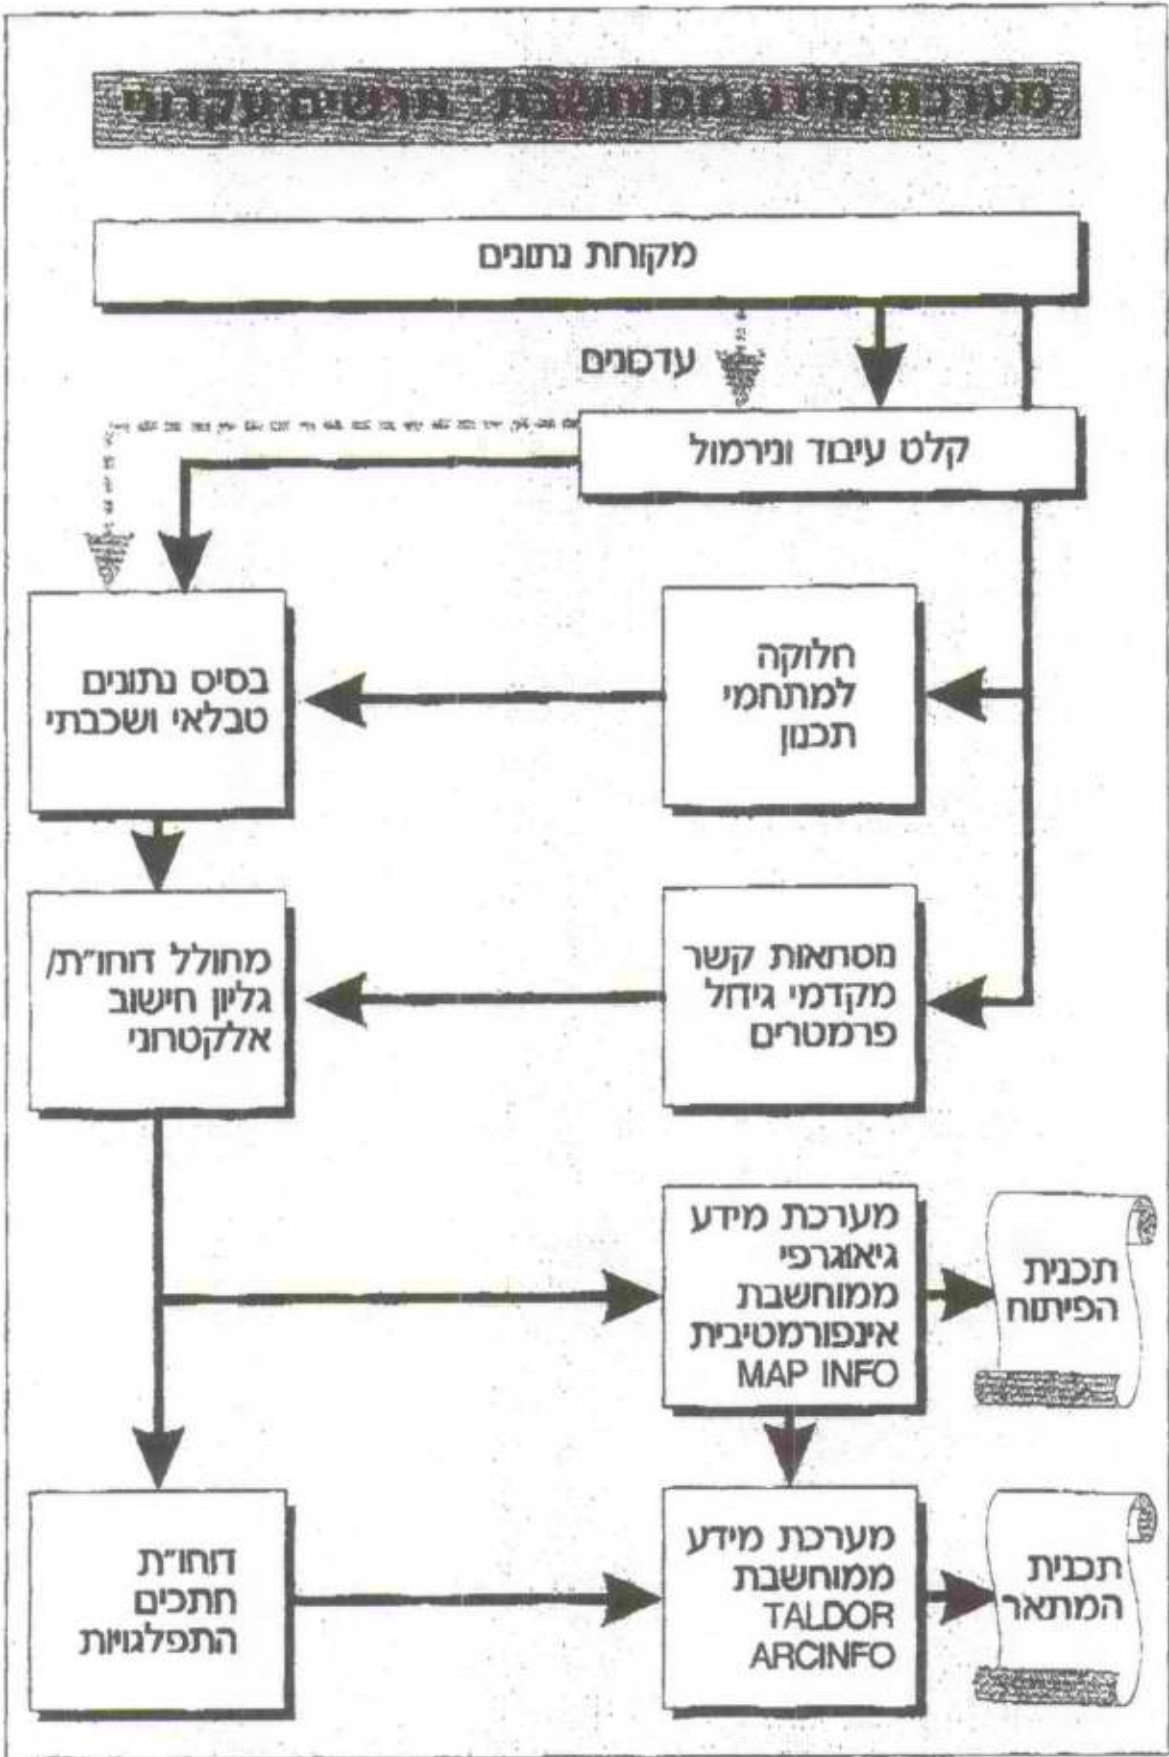 מערכת מידע ממוחשבת - תרשים עקרוני
מקורות נתונים
עדכונים
קלט עיבוד ונירמול
חלוקה
למתחמי
תכנון
בסיס נתונים
טבלאי ושכבתי
נוסחאות קשר
מקדמי גידול
פרמטרים
מחולל דוחו״ת/
גליון חישוב
אלקטרוני
מערכת מידע
גיאוגרפי
ממוחשבת
אינפורמטיבית
MAP INFO
תכנית
הפיתוח
דוחו״ת
חתכים
התפלגויות
מערכת מידע
ממוחשבת
TALDOR
ARCINFO
תכנית
המתאר